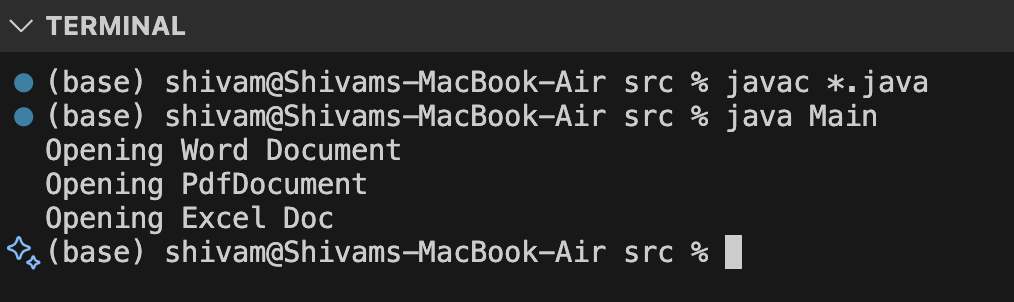 TERMINAL
(base) shivam@Shivams-MacBook-Air src % javac *.java
(base) shivam@Shivams-MacBook-Air src % java Main
Opening Word Document
Opening PdfDocument
Opening Excel Doc
(base) shivam@Shivams-MacBook-Air src %